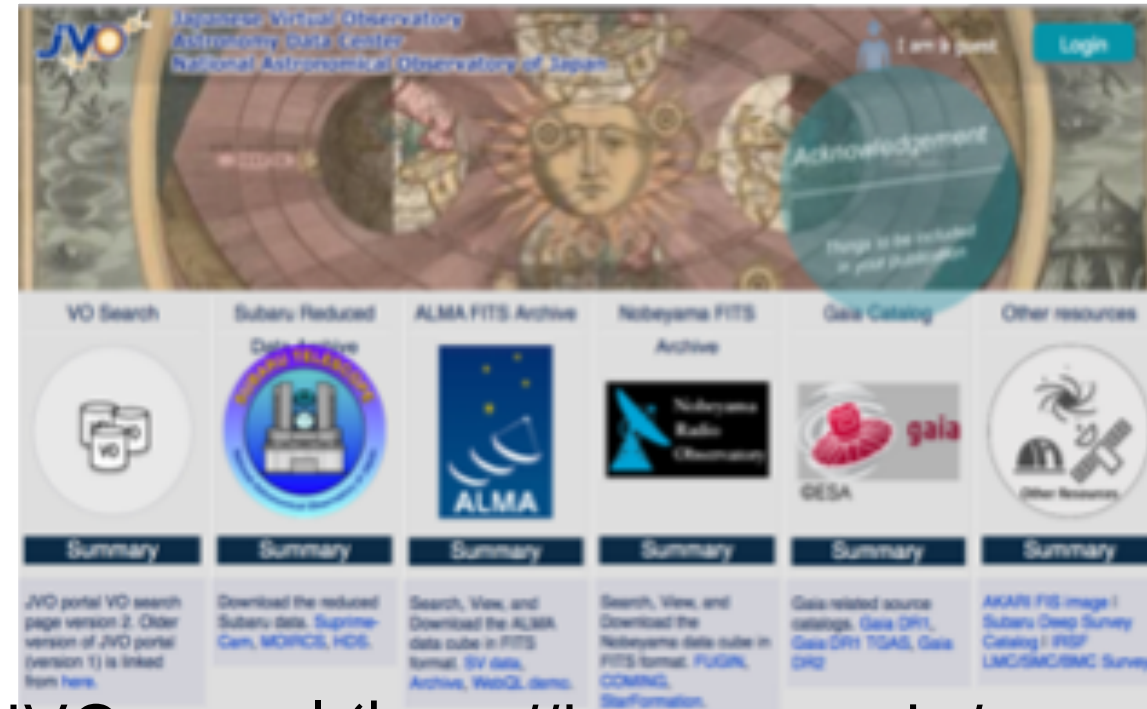 JVO
Japanese Virtual Observatory
Astronomy Data Center
National Astronomical Observatory of Japan
I am a guest
Login
Acknowledgement
Things to be included
in your publication
VO Search
Subaru Reduced
Data Archive
ALMA FITS Archive
Nobeyama FITS
Archive
Gaia Catalog
Other resources
VO
SUBARU TELESCOPE
ALMA
Nobeyama
Radio
Observatory
gaia
©ESA
Other Resources
Summary
Summary
Summary
Summary
Summary
Summary
JVO portal VO search
page version 2. Older
version of JVO portal
(version 1) is linked
from here.
Download the reduced
Subaru data. Suprime-
Cam, MOIRCS, HDS.
Search, View, and
Download the ALMA
data cube in FITS
format. SV data,
Archive, WebQL demo.
Search, View, and
Download the
Nobeyama data cube in
FITS format. FUGIN,
COMING,
StarFormation.
Gaia related source
catalogs. Gaia DR1,
Gaia DR1 TGAS, Gaia
DR2
AKARI FIS image |
Subaru Deep Survey
Catalog | IRSF
LMC/SMC/BMC Survey